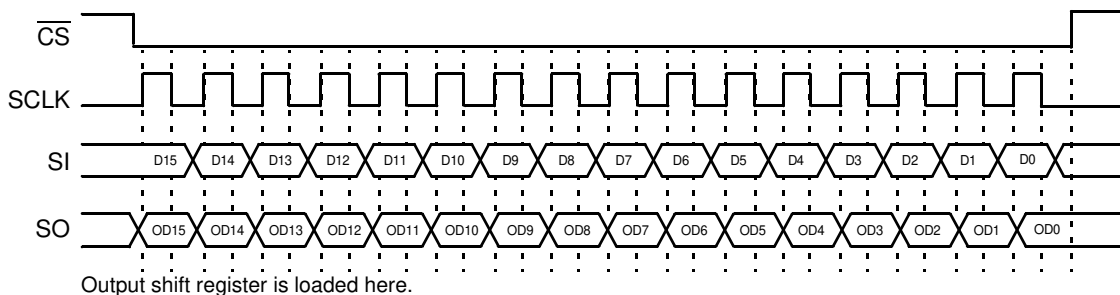 CS
SCLK
SI D15 D14 D13 D12 D11 D10 D9 D8 D7 D6 D5 D4 D3 D2 D1 D0
SO OD15 OD14 OD13 OD12 OD11 OD10 OD9 OD8 OD7 OD6 OD5 OD4 OD3 OD2 OD1 OD0
Output shift register is loaded here.